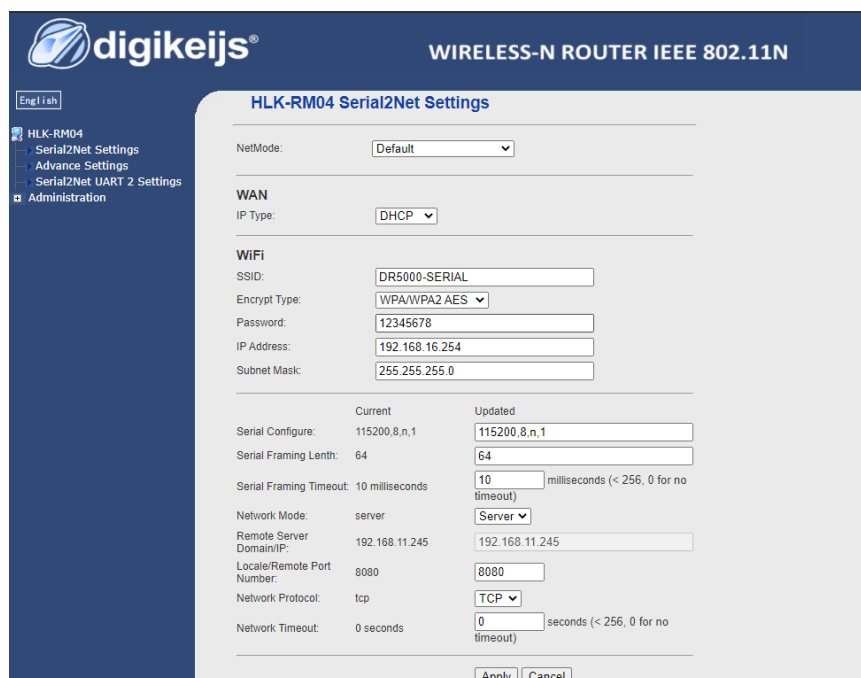 digikeijs®
WIRELESS-N ROUTER IEEE 802.11N
English
HLK-RM04
Serial2Net Settings
Advance Settings
Serial2Net UART 2 Settings
Administration
HLK-RM04 Serial2Net Settings
NetMode: Default
WAN
IP Type: DHCP
WiFi
SSID: DR5000-SERIAL
Encrypt Type: WPA/WPA2 AES
Password: 12345678
IP Address: 192.168.16.254
Subnet Mask: 255.255.255.0
Current Updated
Serial Configure: 115200,8,n,1 115200,8,n,1
Serial Framing Lenth: 64 64
Serial Framing Timeout: 10 milliseconds 10 milliseconds (< 256, 0 for no
timeout)
Network Mode: server Server
Remote Server
Domain/IP: 192.168.11.245 192.168.11.245
Locale/Remote Port
Number: 8080 8080
Network Protocol: tcp TCP
Network Timeout: 0 seconds 0 seconds (< 256, 0 for no
timeout)
Apply Cancel